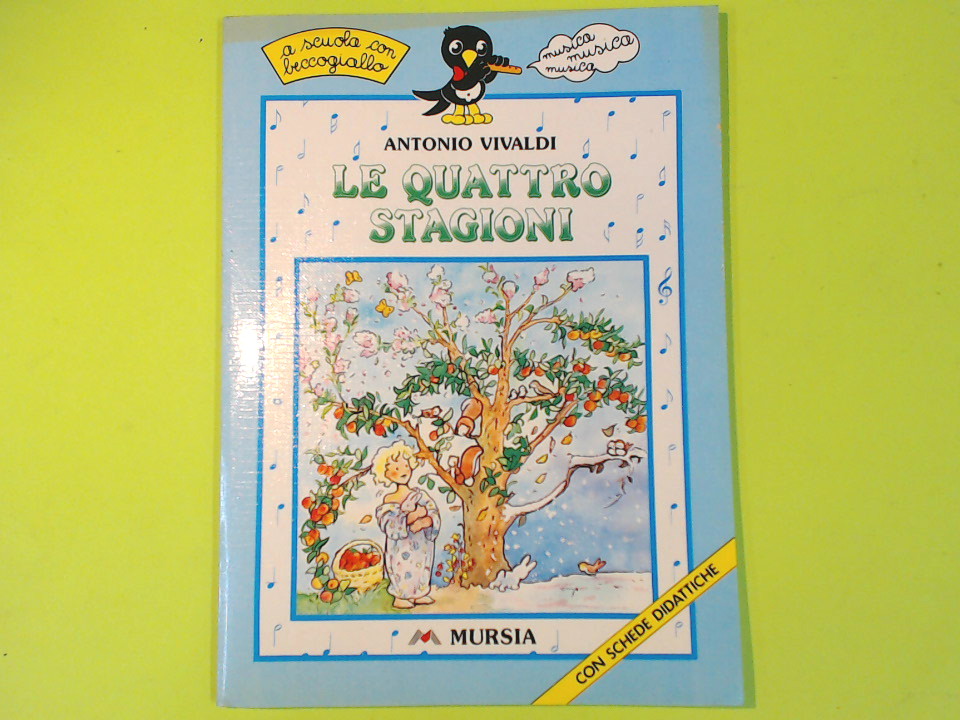 a scuola con
beccogiallo
musica
musica
musica
ANTONIO VIVALDI
LE QUATTRO
STAGIONI
MURSIA
CON SCHEDE DIDATTICHE